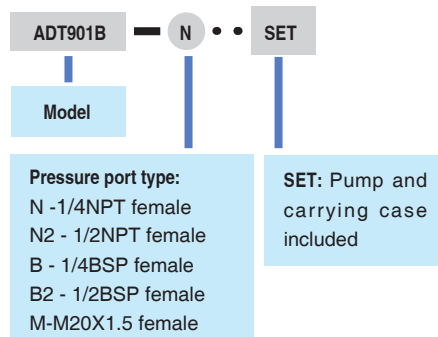 ADT901B — N • • SET
Model
Pressure port type:
N -1/4NPT female
N2 - 1/2NPT female
B - 1/4BSP female
B2 - 1/2BSP female
M-M20X1.5 female
SET: Pump and
carrying case
included